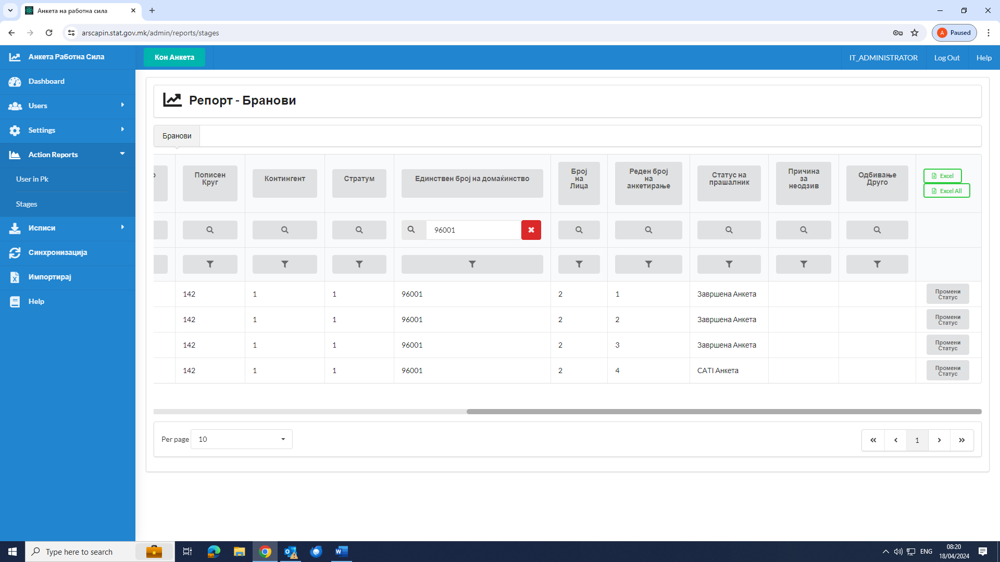 Анкета на работна сила
arscapin.stat.gov.mk/admin/reports/stages
A Paused
Анкета Работна Сила
Кон Анкета
IT_ADMINISTRATOR
Log Out
Help
Dashboard
Users
Settings
Action Reports
User in Pk
Stages
Исписи
Синхронизација
Импортирај
Help
Репорт - Бранови
Бранови
Пописен
Круг
Контингент
Стратум
Единствен број на домаќинство
Број
на
Лица
Реден број
на
анкетирање
Статус на
прашалник
Причина
за
неодзив
Одбивање
Друго
Excel
Excel All
96001
142 1 1 96001 2 1 Завршена Анкета Промени Статус
142 1 1 96001 2 2 Завршена Анкета Промени Статус
142 1 1 96001 2 3 Завршена Анкета Промени Статус
142 1 1 96001 2 4 CATI Анкета Промени Статус
Per page 10
« ‹ 1 › »
Type here to search
ENG
08:20
18/04/2024